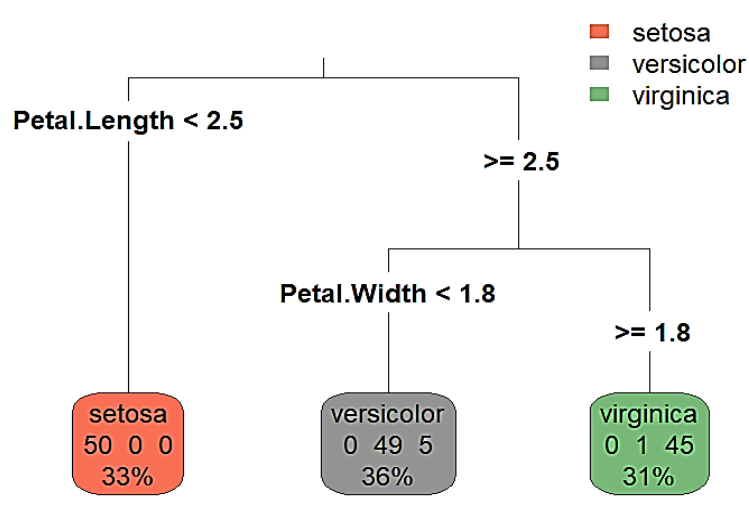 setosa
versicolor
virginica
Petal.Length < 2.5
>= 2.5
Petal.Width < 1.8
>= 1.8
setosa
50 0 0
33%
versicolor
0 49 5
36%
virginica
0 1 45
31%